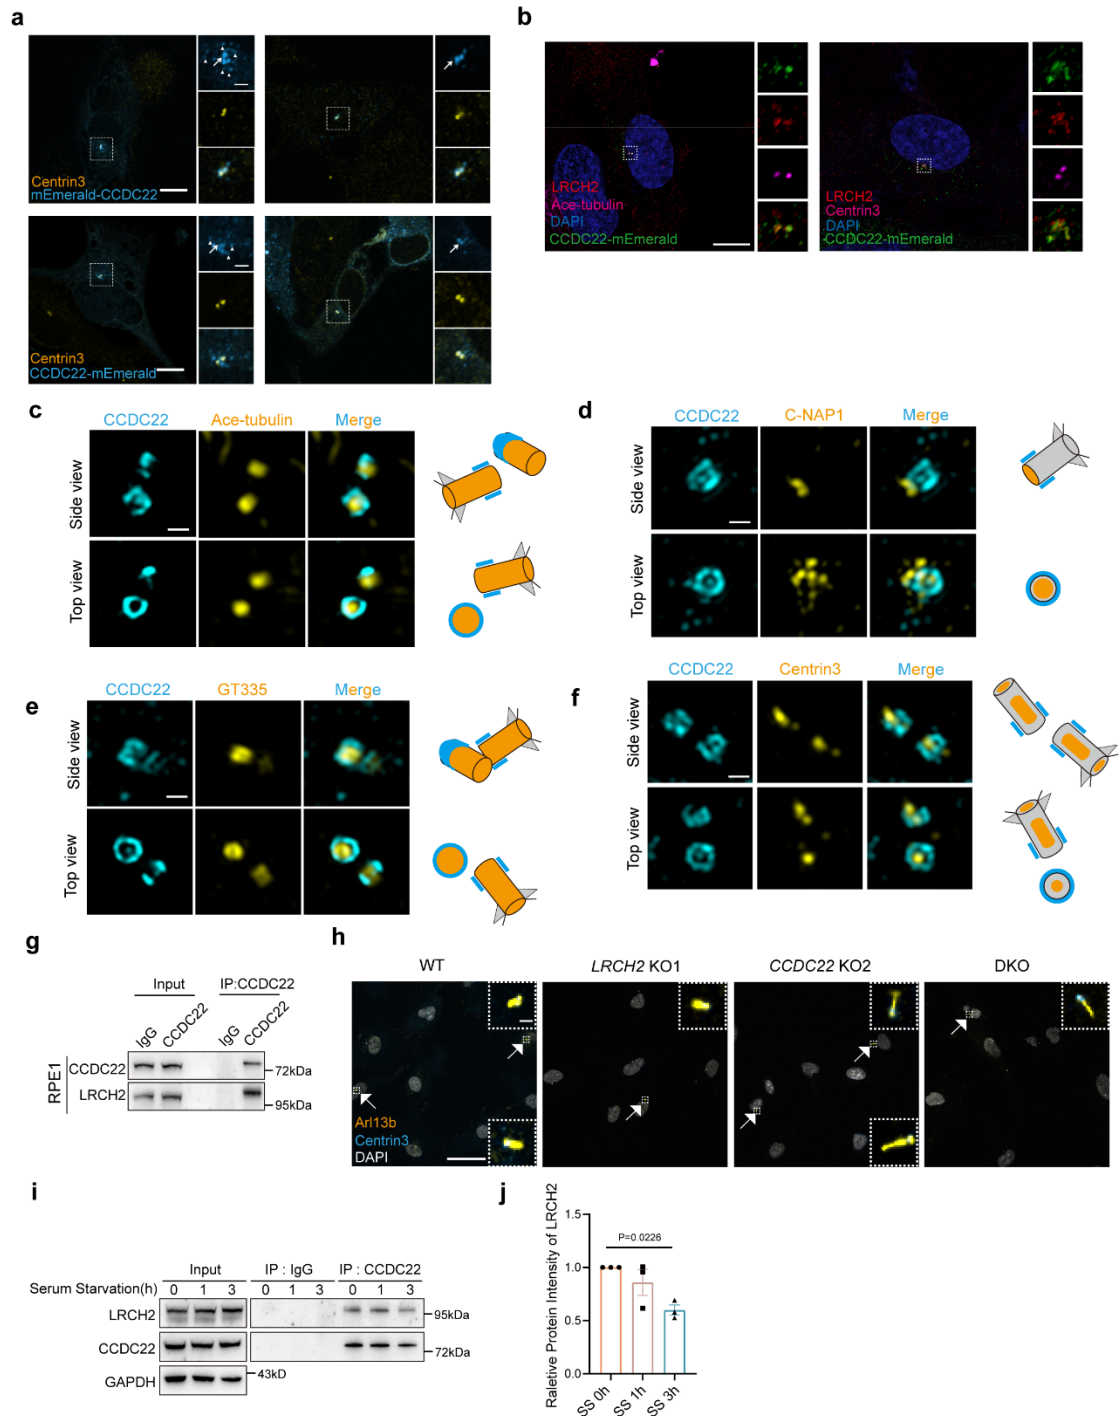 a
Centrin3
mEmerald-CCDC22
Centrin3
CCDC22-mEmerald
b
LRCH2
Ace-tubulin
DAPI
CCDC22-mEmerald
LRCH2
Centrin3
DAPI
CCDC22-mEmerald
c
CCDC22 Ace-tubulin Merge
Side view
Top view
d
CCDC22 C-NAP1 Merge
Side view
Top view
e
CCDC22 GT335 Merge
Side view
Top view
f
CCDC22 Centrin3 Merge
Side view
Top view
g
Input IP:CCDC22
IgG CCDC22 IgG CCDC22
RPE1
CCDC22 72kDa
LRCH2 95kDa
h
WT LRCH2 KO1 CCDC22 KO2 DKO
Arl13b
Centrin3
DAPI
i
Input IP : IgG IP : CCDC22
Serum Starvation(h) 0 1 3 0 1 3 0 1 3
LRCH2 95kDa
CCDC22 72kDa
GAPDH 43kD
j
Raletive Protein Intensity of LRCH2
1.5
P=0.0226
1.0
0.5
0.0
SS 0h SS 1h SS 3h